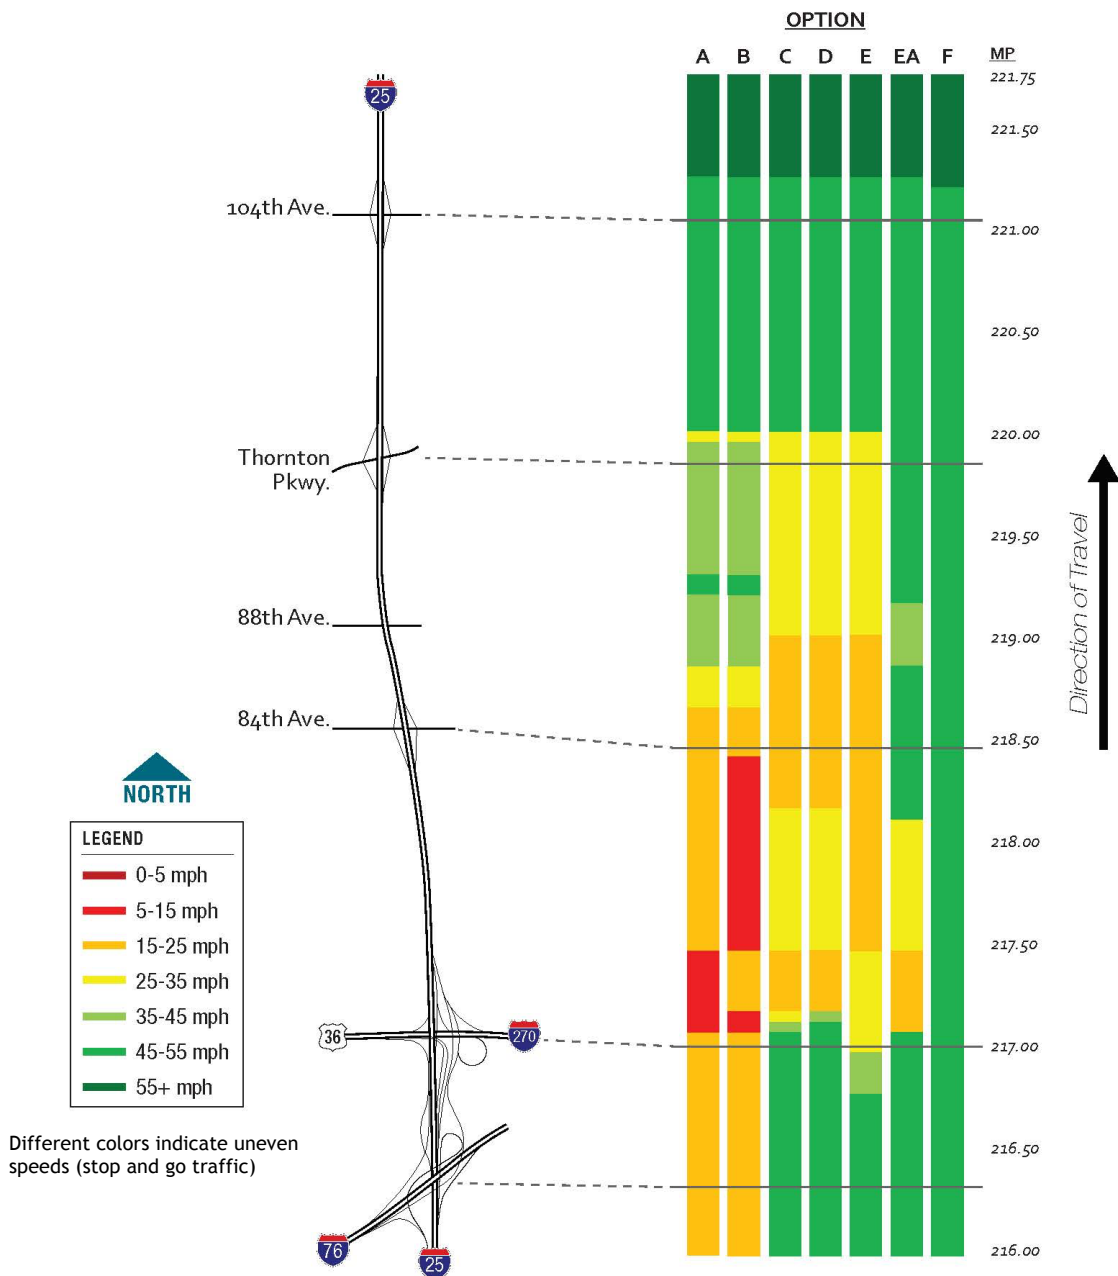 OPTION
A B C D E EA F MP
221.75
25
221.50
104th Ave.
221.00
220.50
220.00
Thornton
Pkwy.
219.50
Direction of Travel
88th Ave.
219.00
84th Ave.
218.50
NORTH
LEGEND
0-5 mph
5-15 mph
15-25 mph
25-35 mph
35-45 mph
45-55 mph
55+ mph
218.00
217.50
36
270
217.00
Different colors indicate uneven
speeds (stop and go traffic)
216.50
76
25
216.00